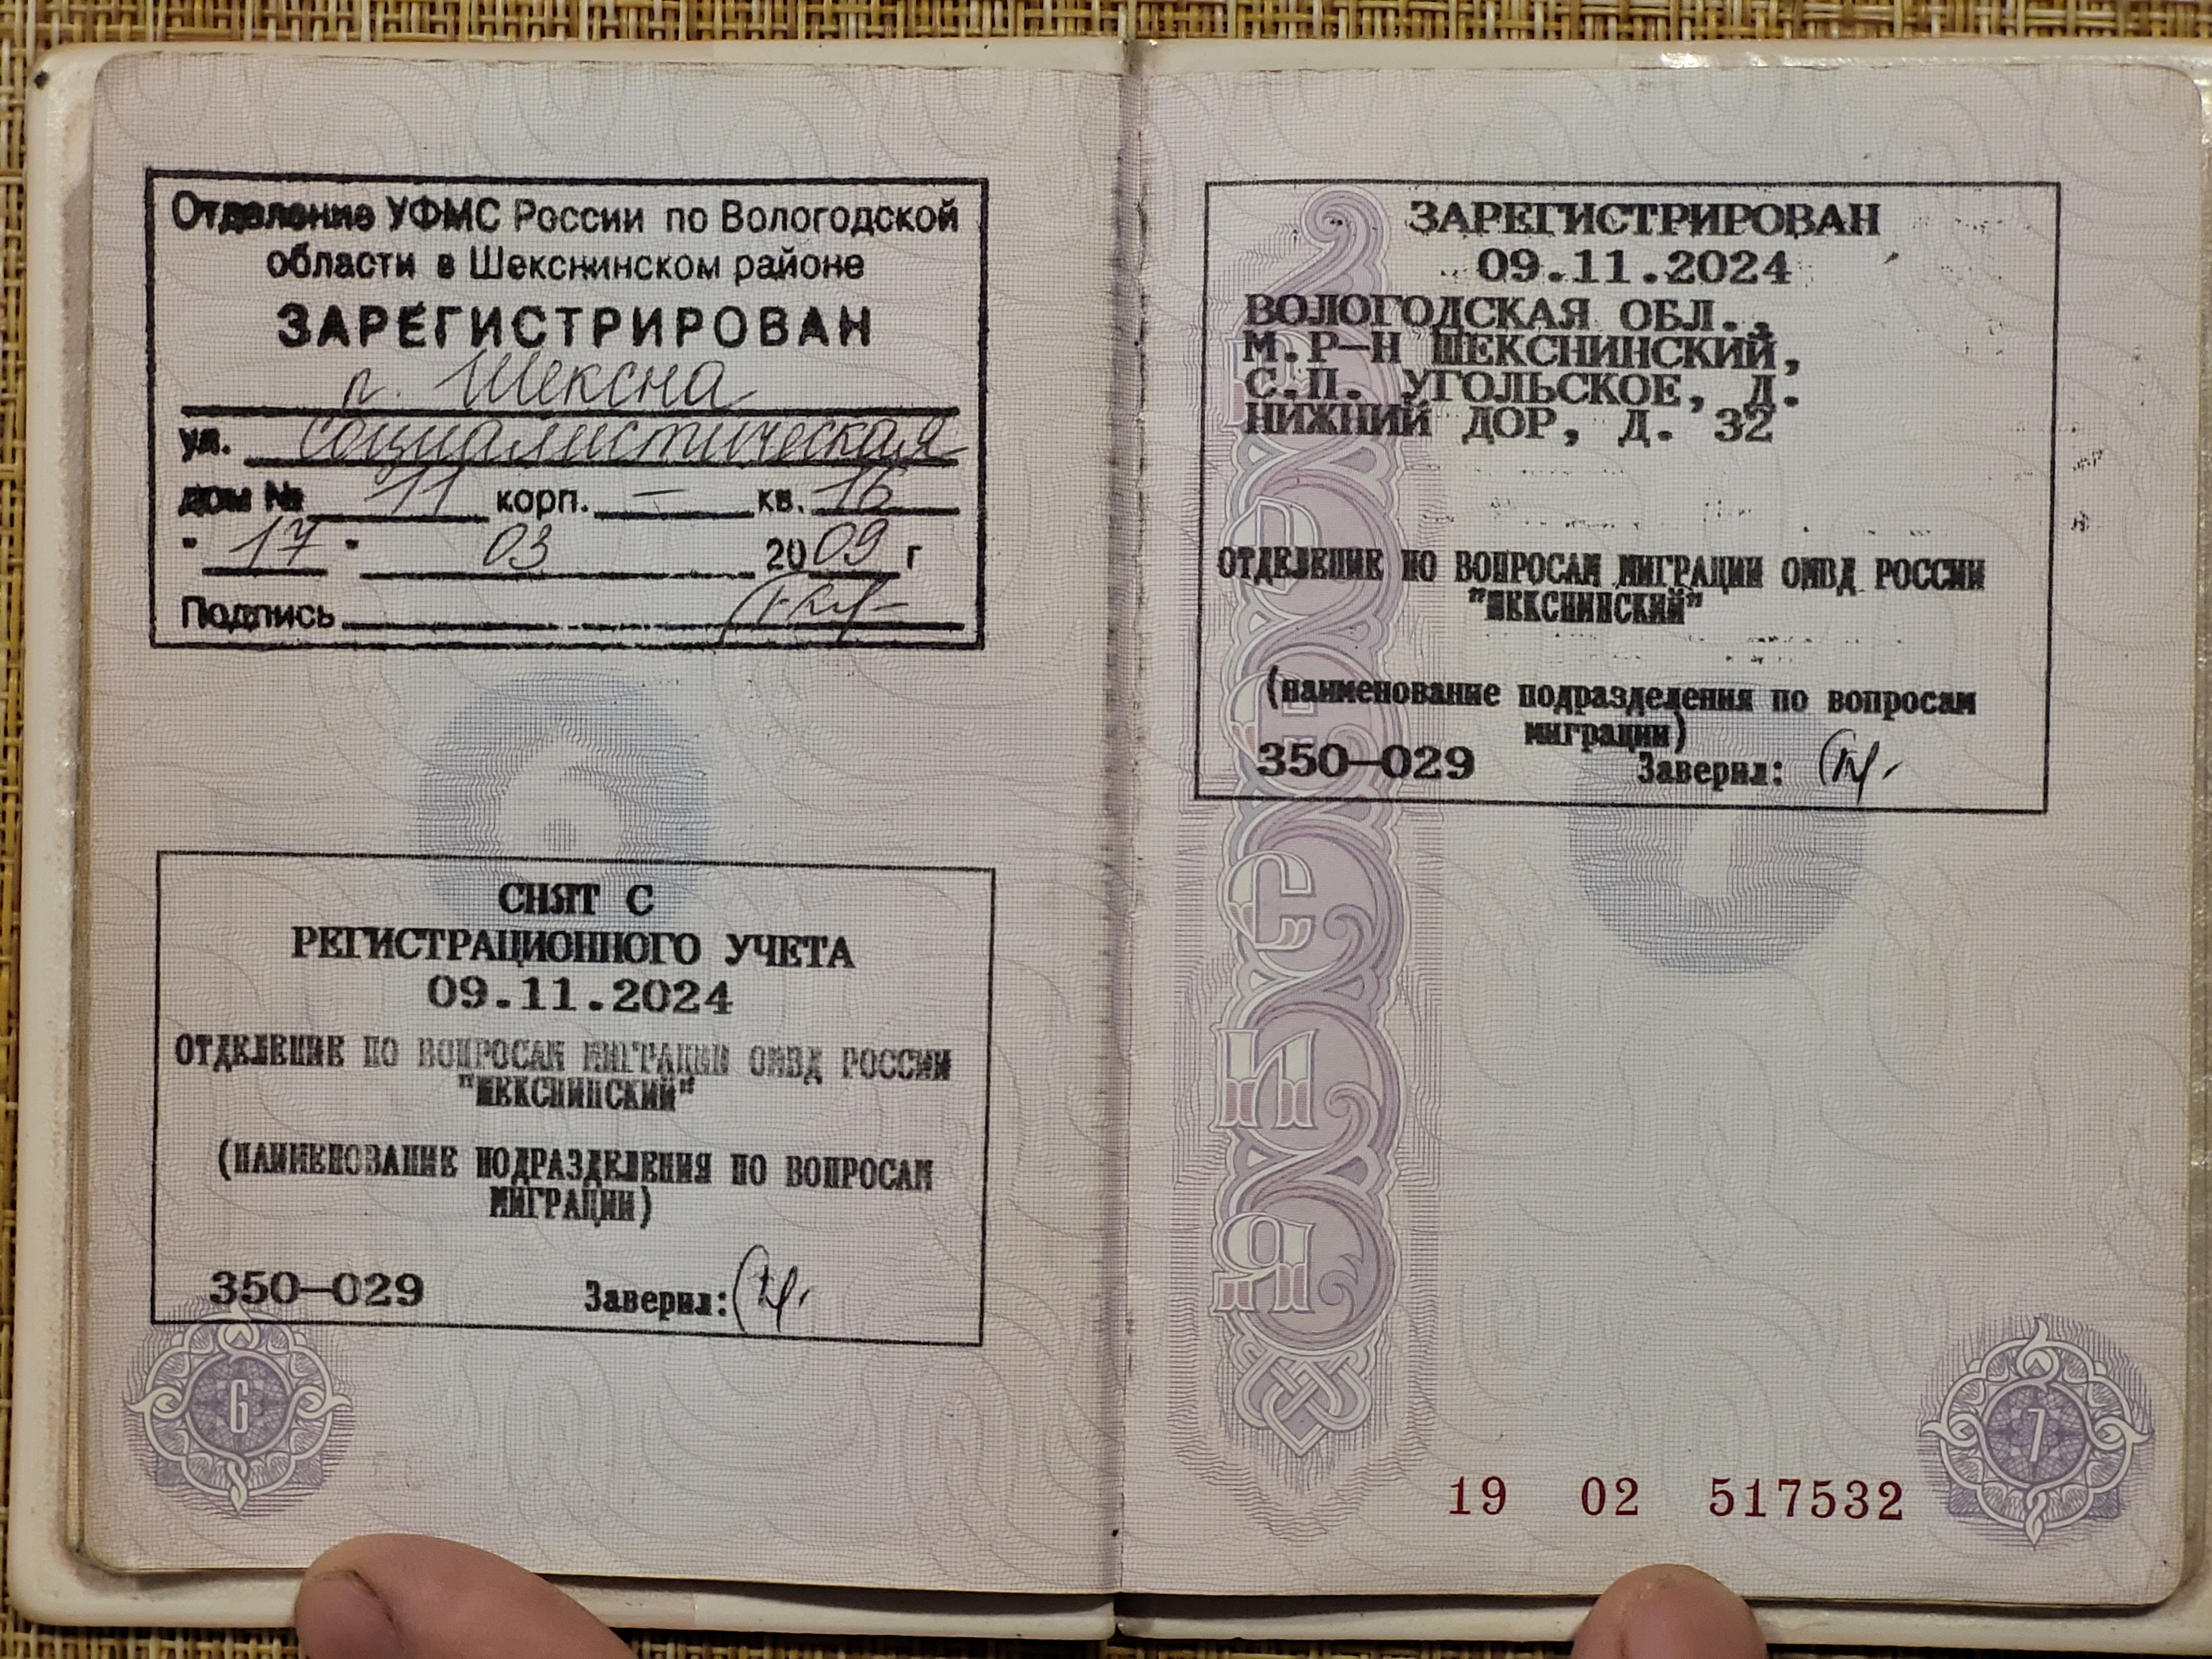 Отделение УФМС России по Вологодской
области в Шекснинском районе
ЗАРЕГИСТРИРОВАН
п. Шексна
ул. Социалистическая
дом № 11 корп. — кв. 16
" 17 " 03 2009 г
Подпись
СНЯТ С
РЕГИСТРАЦИОННОГО УЧЕТА
09.11.2024
ОТДЕЛЕНИЕ ПО ВОПРОСАМ МИГРАЦИИ ОМВД РОССИИ
"ШЕКСНИНСКИЙ"
(НАИМЕНОВАНИЕ ПОДРАЗДЕЛЕНИЯ ПО ВОПРОСАМ
МИГРАЦИИ)
350-029 Заверил:
6
ЗАРЕГИСТРИРОВАН
09.11.2024
ВОЛОГОДСКАЯ ОБЛ.,
М.Р-Н ШЕКСНИНСКИЙ,
С.П. УГОЛЬСКОЕ, Д.
НИЖНИЙ ДОР, Д. 32
ОТДЕЛЕНИЕ ПО ВОПРОСАМ МИГРАЦИИ ОМВД РОССИИ
"ШЕКСНИНСКИЙ"
(наименование подразделения по вопросам
миграции)
350-029 Заверил:
РОССИЯ
19 02 517532
7